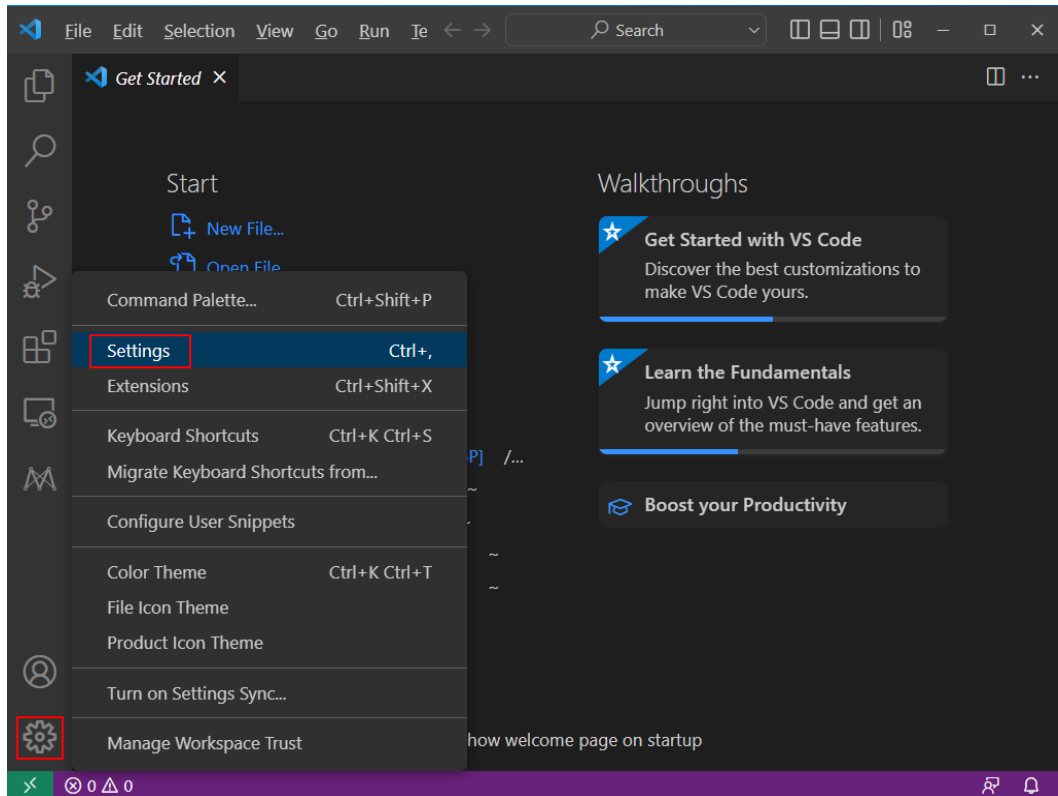 File Edit Selection View Go Run Te Search
Get Started
Start
New File...
Open File
Walkthroughs
Get Started with VS Code
Discover the best customizations to
make VS Code yours.
Learn the Fundamentals
Jump right into VS Code and get an
overview of the must-have features.
Boost your Productivity
Command Palette... Ctrl+Shift+P
Settings Ctrl+,
Extensions Ctrl+Shift+X
Keyboard Shortcuts Ctrl+K Ctrl+S
Migrate Keyboard Shortcuts from...
Configure User Snippets
Color Theme Ctrl+K Ctrl+T
File Icon Theme
Product Icon Theme
Turn on Settings Sync...
Manage Workspace Trust
P] /...
~
~
~
how welcome page on startup
0 0